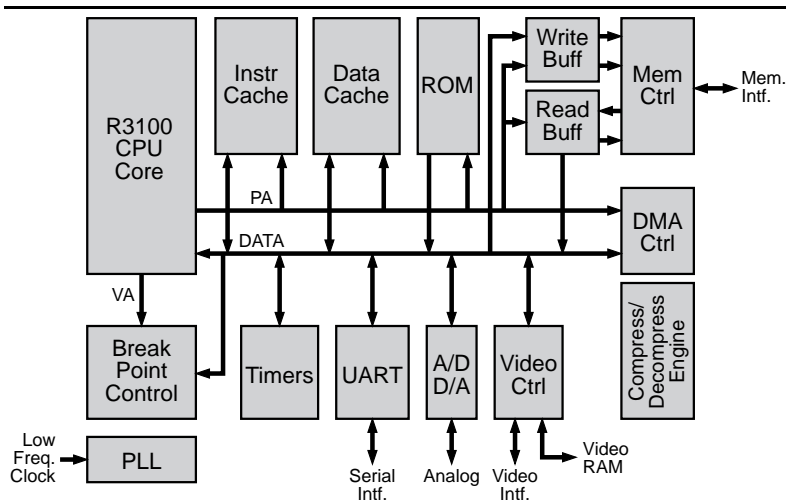 R3100
CPU
Core
Instr
Cache
Data
Cache
ROM
Write
Buff
Read
Buff
Mem
Ctrl
Mem.
Intf.
PA
DATA
VA
DMA
Ctrl
Break
Point
Control
Timers
UART
A/D
D/A
Video
Ctrl
Compress/
Decompress
Engine
Low
Freq.
Clock
PLL
Serial
Intf.
Analog
Video
Intf.
Video
RAM